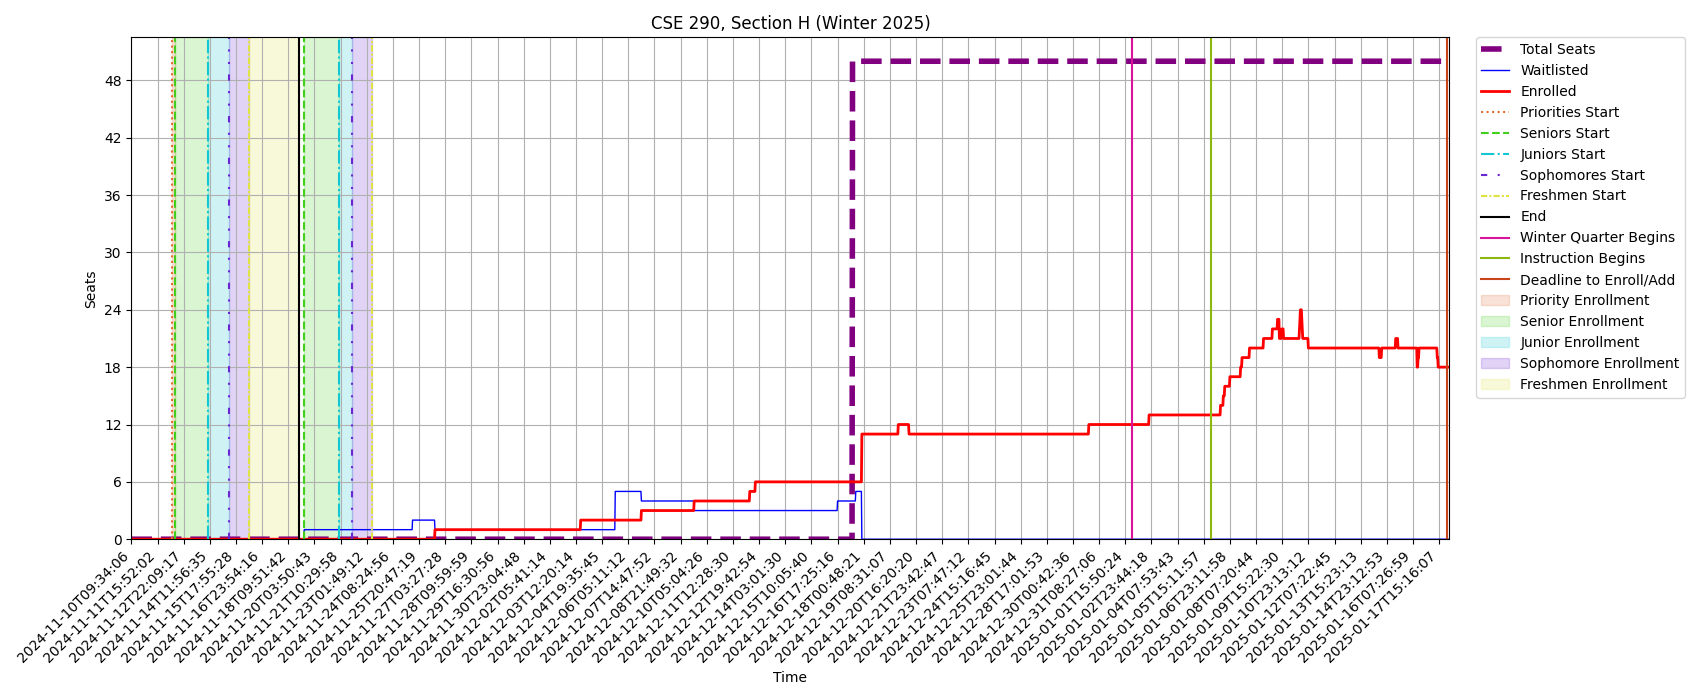 CSE 290, Section H (Winter 2025)
Seats
48
42
36
30
24
18
12
6
0
2024-11-10T09:34:06
2024-11-11T15:52:02
2024-11-12T22:09:17
2024-11-14T11:56:35
2024-11-15T17:55:28
2024-11-16T23:54:16
2024-11-18T09:51:42
2024-11-20T03:50:43
2024-11-21T10:29:58
2024-11-23T01:49:12
2024-11-24T08:24:56
2024-11-25T20:47:19
2024-11-27T03:27:28
2024-11-28T09:59:59
2024-11-29T16:30:56
2024-11-30T23:04:48
2024-12-02T05:41:14
2024-12-03T12:20:14
2024-12-04T19:35:45
2024-12-06T05:11:12
2024-12-07T14:47:52
2024-12-08T21:49:32
2024-12-10T05:04:26
2024-12-11T12:28:30
2024-12-12T19:42:54
2024-12-14T03:01:30
2024-12-15T10:05:40
2024-12-16T17:25:16
2024-12-18T00:48:21
2024-12-19T08:31:07
2024-12-20T16:20:20
2024-12-21T23:42:47
2024-12-23T07:47:12
2024-12-24T15:16:45
2024-12-25T23:01:44
2024-12-28T17:01:53
2024-12-30T00:42:36
2024-12-31T08:27:06
2025-01-01T15:50:24
2025-01-02T23:44:18
2025-01-04T07:53:43
2025-01-05T15:11:57
2025-01-06T23:11:58
2025-01-08T07:20:44
2025-01-09T15:22:30
2025-01-10T23:13:12
2025-01-12T07:22:45
2025-01-13T15:23:13
2025-01-14T23:12:53
2025-01-16T07:26:59
2025-01-17T15:16:07
Time
Total Seats
Waitlisted
Enrolled
Priorities Start
Seniors Start
Juniors Start
Sophomores Start
Freshmen Start
End
Winter Quarter Begins
Instruction Begins
Deadline to Enroll/Add
Priority Enrollment
Senior Enrollment
Junior Enrollment
Sophomore Enrollment
Freshmen Enrollment